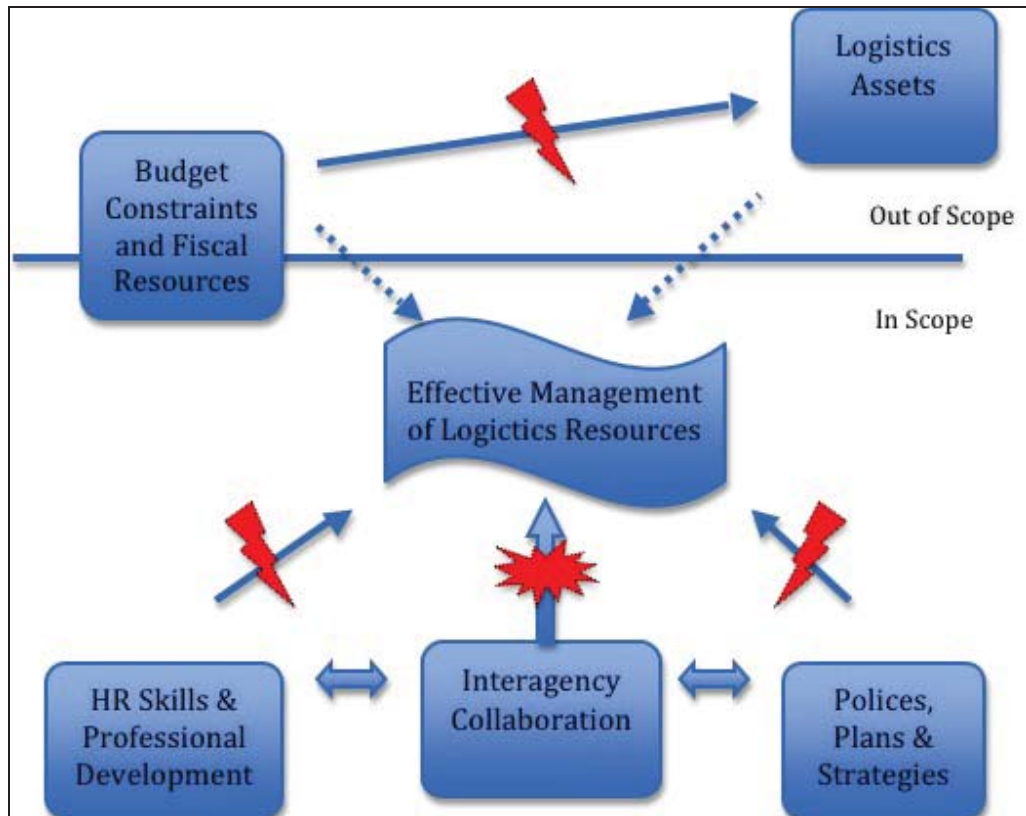 Logistics
Assets
Budget
Constraints
and Fiscal
Resources
Out of Scope
In Scope
Effective Management
of Logictics Resources
HR Skills &
Professional
Development
Interagency
Collaboration
Polices,
Plans &
Strategies